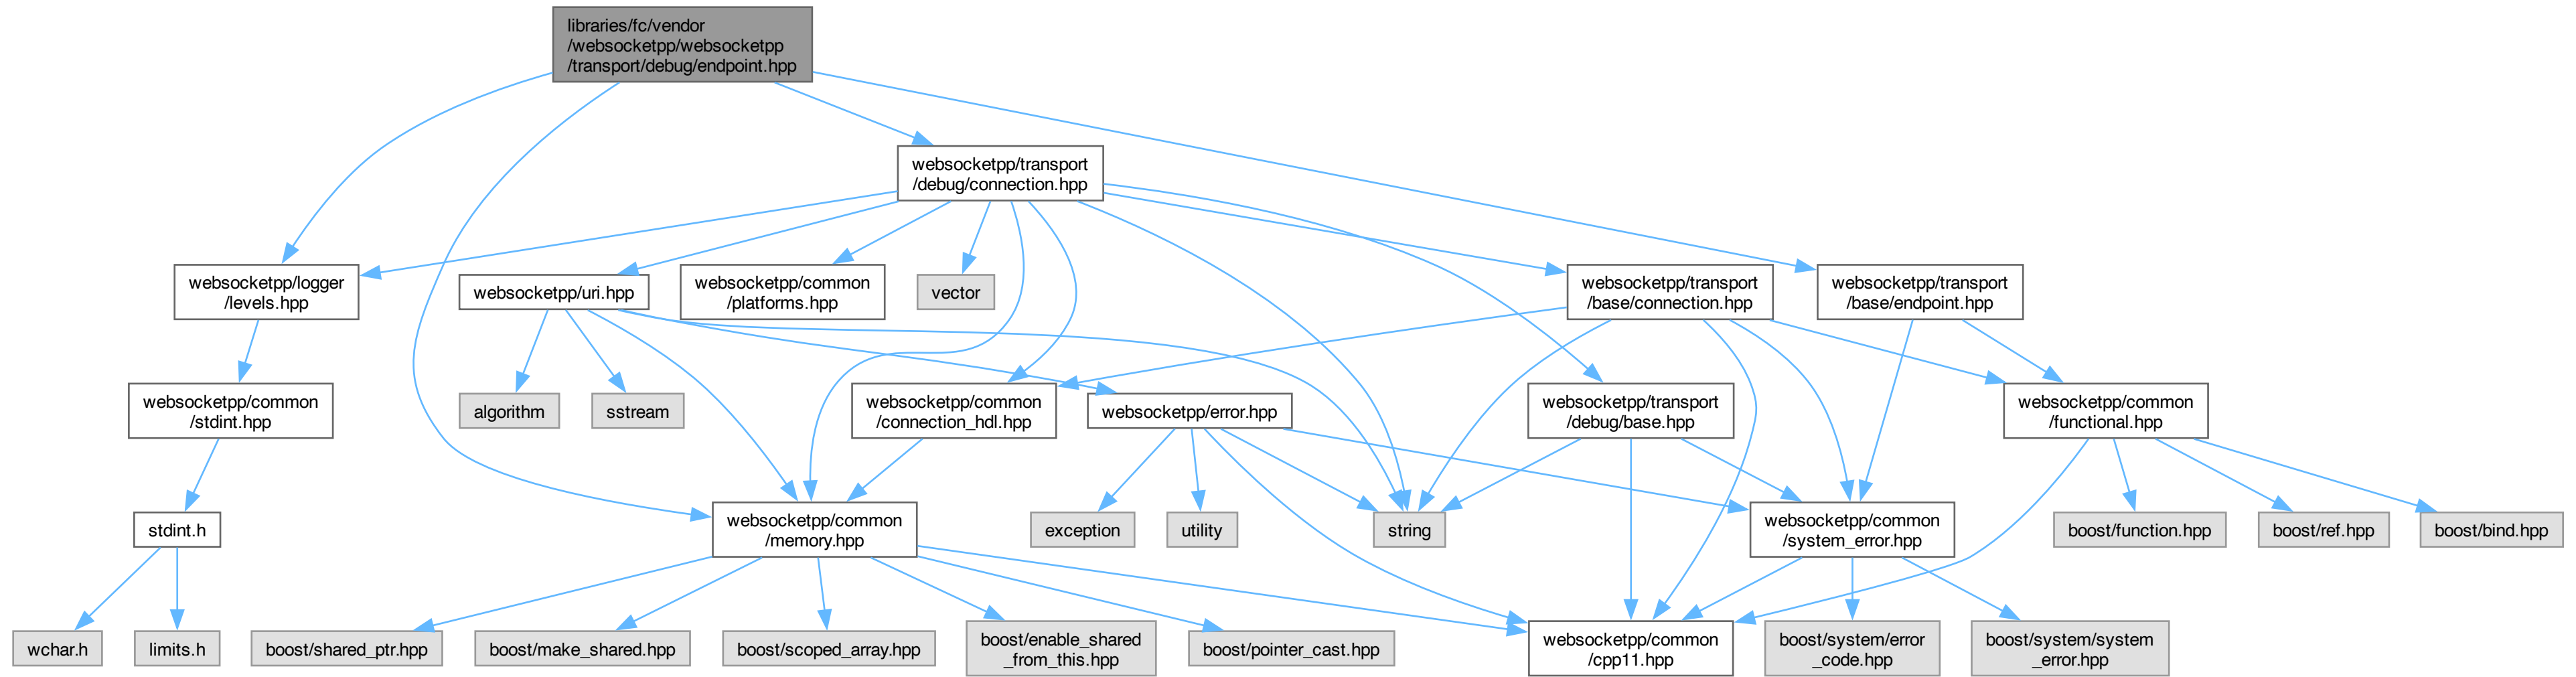 libraries/fc/vendor
/websocketpp/websocketpp
/transport/debug/endpoint.hpp
websocketpp/transport
/debug/connection.hpp
websocketpp/logger
/levels.hpp
websocketpp/uri.hpp
websocketpp/common
/platforms.hpp
vector
websocketpp/transport
/base/connection.hpp
websocketpp/transport
/base/endpoint.hpp
websocketpp/common
/stdint.hpp
algorithm
sstream
websocketpp/common
/connection_hdl.hpp
websocketpp/error.hpp
websocketpp/transport
/debug/base.hpp
websocketpp/common
/functional.hpp
stdint.h
websocketpp/common
/memory.hpp
exception
utility
string
websocketpp/common
/system_error.hpp
boost/function.hpp
boost/ref.hpp
boost/bind.hpp
wchar.h
limits.h
boost/shared_ptr.hpp
boost/make_shared.hpp
boost/scoped_array.hpp
boost/enable_shared
_from_this.hpp
boost/pointer_cast.hpp
websocketpp/common
/cpp11.hpp
boost/system/error
_code.hpp
boost/system/system
_error.hpp